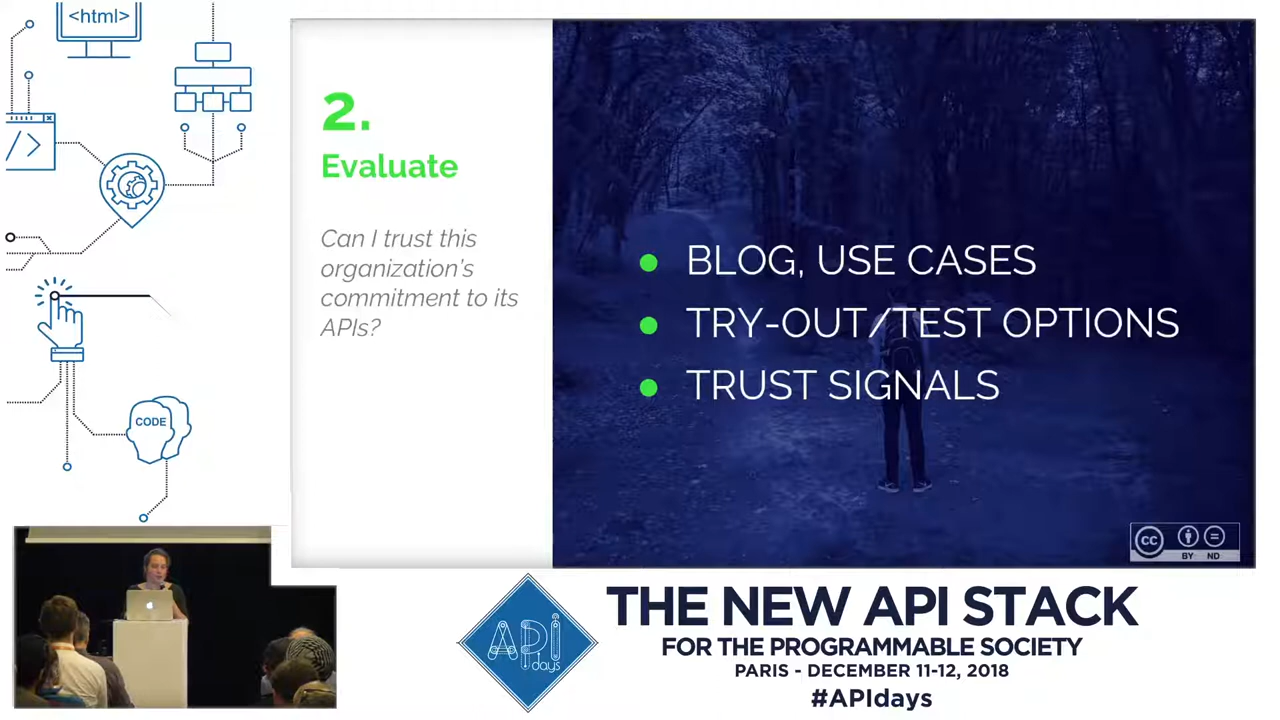 <html>
</>
CODE
2.
Evaluate
Can I trust this
organization's
commitment to its
APIs?
BLOG, USE CASES
TRY-OUT/TEST OPTIONS
TRUST SIGNALS
cc
BY ND
API
days
THE NEW API STACK
FOR THE PROGRAMMABLE SOCIETY
PARIS - DECEMBER 11-12, 2018
#APIdays